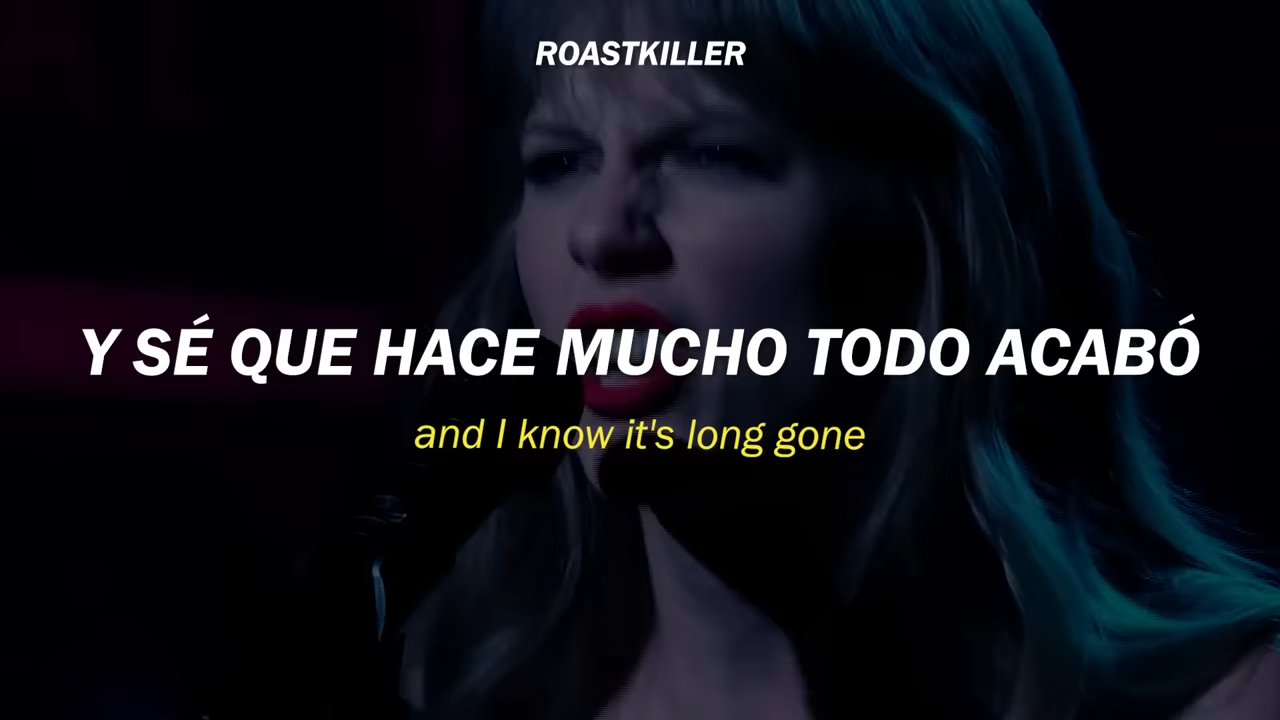 ROASTKILLER
Y SÉ QUE HACE MUCHO TODO ACABÓ
and I know it's long gone